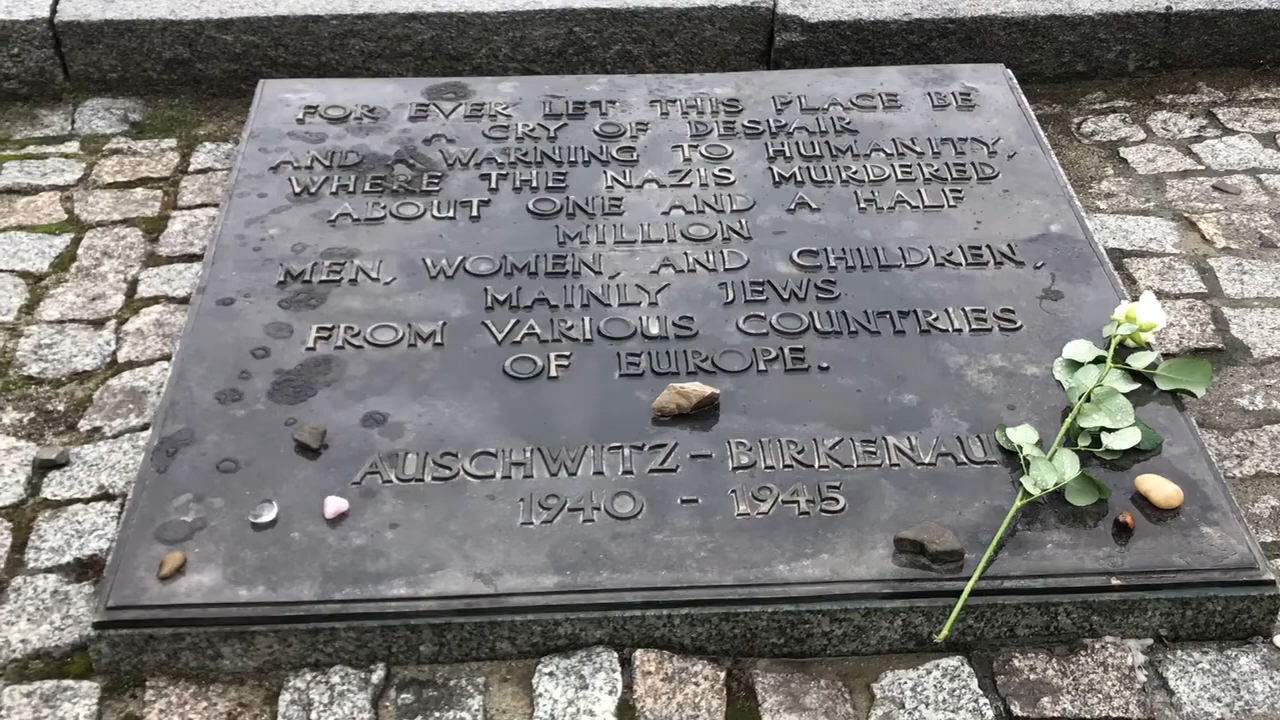 FOR EVER LET THIS PLACE BE
A CRY OF DESPAIR
AND A WARNING TO HUMANITY,
WHERE THE NAZIS MURDERED
ABOUT ONE AND A HALF
MILLION
MEN, WOMEN, AND CHILDREN,
MAINLY JEWS
FROM VARIOUS COUNTRIES
OF EUROPE.
AUSCHWITZ - BIRKENAU
1940 - 1945